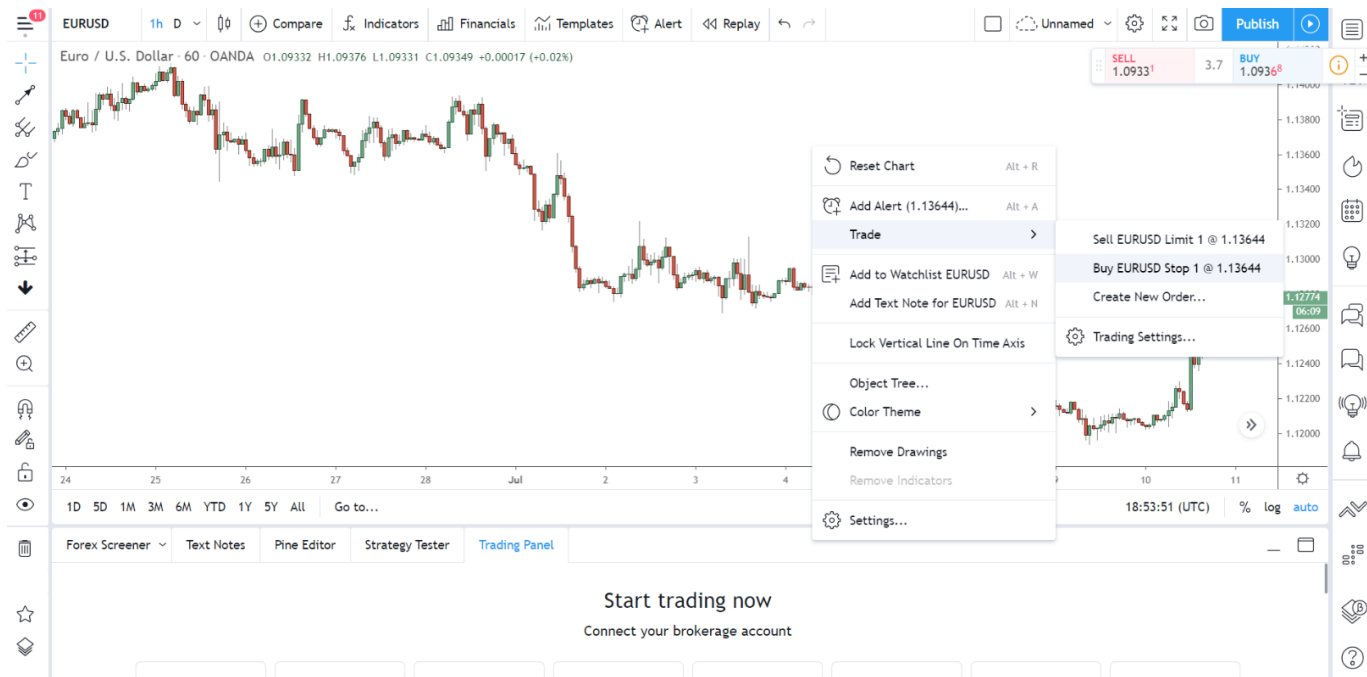 11
EURUSD 1h D Compare Indicators Financials Templates Alert Replay Unnamed Publish
Euro / U.S. Dollar · 60 · OANDA O1.09332 H1.09376 L1.09331 C1.09349 +0.00017 (+0.02%)
SELL 1.09331 3.7 BUY 1.09368
1.14000
1.13800
1.13600
1.13400
1.13200
1.13000
1.12774
06:09
1.12600
1.12400
1.12200
1.12000
Reset Chart Alt + R
Add Alert (1.13644)... Alt + A
Trade
Add to Watchlist EURUSD Alt + W
Add Text Note for EURUSD Alt + N
Lock Vertical Line On Time Axis
Object Tree...
Color Theme
Remove Drawings
Remove Indicators
Settings...
Sell EURUSD Limit 1 @ 1.13644
Buy EURUSD Stop 1 @ 1.13644
Create New Order...
Trading Settings...
24 25 26 27 28 Jul 2 3 4 10 11
1D 5D 1M 3M 6M YTD 1Y 5Y All Go to... 18:53:51 (UTC) % log auto
Forex Screener Text Notes Pine Editor Strategy Tester Trading Panel
Start trading now
Connect your brokerage account